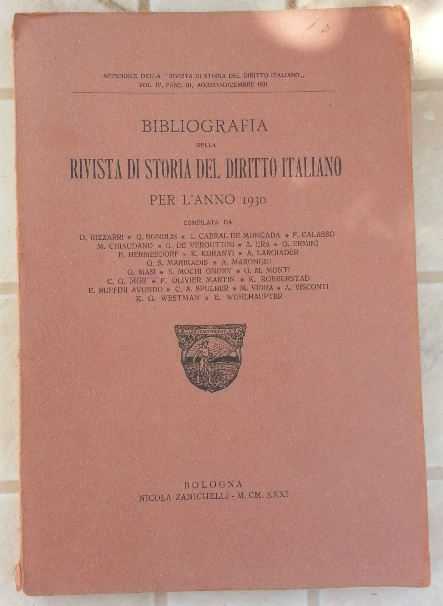 APPENDICE DELLA "RIVISTA DI STORIA DEL DIRITTO ITALIANO,,
VOL. IV, FASC. III, AGOSTO-DICEMBRE 1931
BIBLIOGRAFIA
DELLA
RIVISTA DI STORIA DEL DIRITTO ITALIANO
PER L'ANNO 1930
COMPILATA DA
D. BIZZARRI * G. BONOLIS * L. CABRAL DE MONCADA * F. CALASSO
M. CHIAUDANO * G. DE VERGOTTINI * A. ERA * G. ERMINI
B. HERMESDORF * K. KORANYI * A. LARGIADÈR
G. S. MARIKADIS * A. MARONGIU
G. MASI * S. MOCHI ONORY * G. M. MONTI
C. G. MOR * F. OLIVIER MARTIN * K. ROBBERSTAD
E. RUFFINI AVONDO * C. A. SPULBER * M. VIORA * A. VISCONTI
K. G. WESTMAN * E. WOHLHAUPTER
BOLOGNA
NICOLA ZANICHELLI - M. CM. XXXI